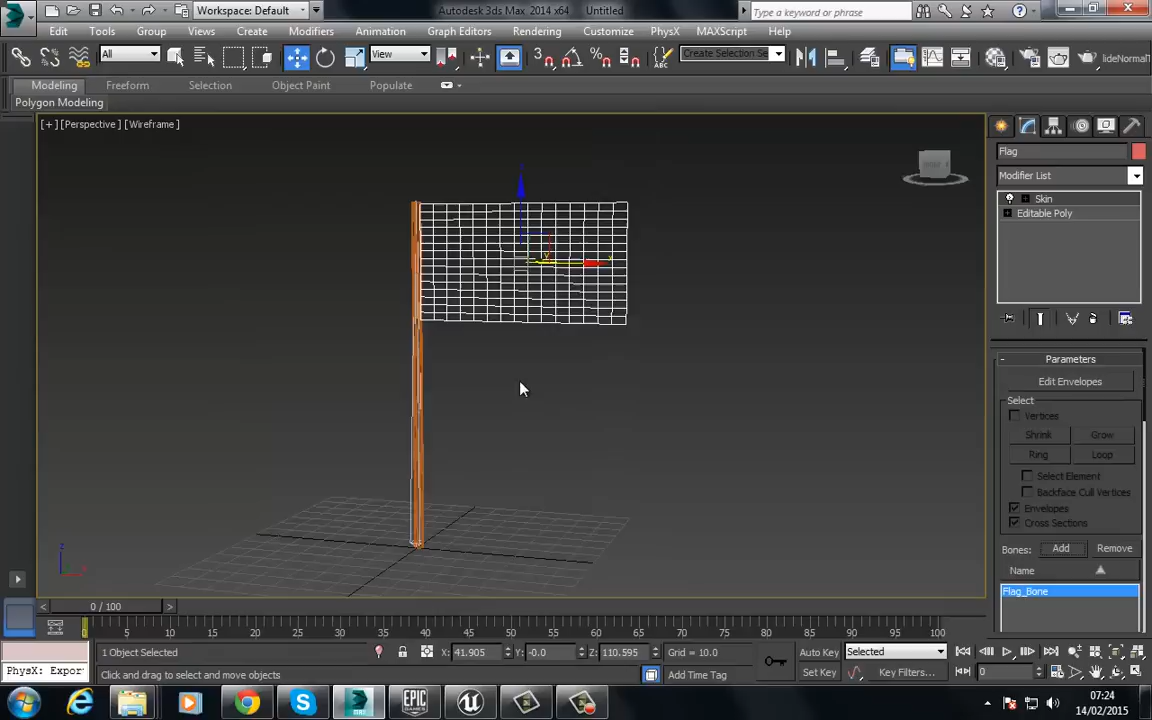 Workspace: Default
Autodesk 3ds Max 2014 x64 Untitled
Type a keyword or phrase
Edit Tools Group Views Create Modifiers Animation Graph Editors Rendering Customize PhysX MAXScript Help
All View Create Selection Se lideNormal
Modeling Freeform Selection Object Paint Populate
Polygon Modeling
[+] [Perspective] [Wireframe]
Flag
Modifier List
Skin
Editable Poly
Parameters
Edit Envelopes
Select
Vertices
Shrink Grow
Ring Loop
Select Element
Backface Cull Vertices
Envelopes
Cross Sections
Bones: Add Remove
Name
Flag_Bone
z
x
0 / 100
0 5 10 15 20 25 30 35 40 45 50 55 60 65 70 75 80 85 90 95 100
1 Object Selected X: 41.905 Y: -0.0 Z: 110.595 Grid = 10.0 Auto Key Selected
PhysX: Expor Click and drag to select and move objects Add Time Tag Set Key Key Filters... 0
EPIC GAMES
07:24
14/02/2015